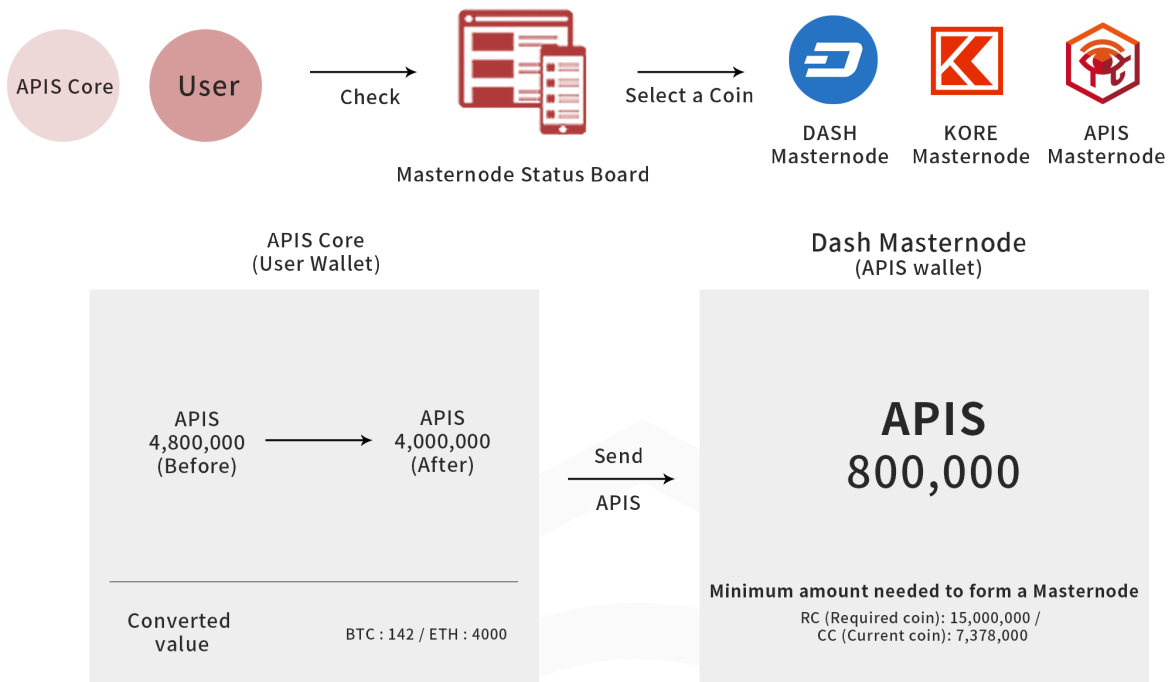 APIS Core
User
Check
Masternode Status Board
Select a Coin
DASH
Masternode
KORE
Masternode
APIS
Masternode
APIS Core
(User Wallet)
APIS
4,800,000
(Before)
APIS
4,000,000
(After)
Converted
value
BTC : 142 / ETH : 4000
Send
APIS
Dash Masternode
(APIS wallet)
APIS
800,000
Minimum amount needed to form a Masternode
RC (Required coin): 15,000,000 /
CC (Current coin): 7,378,000